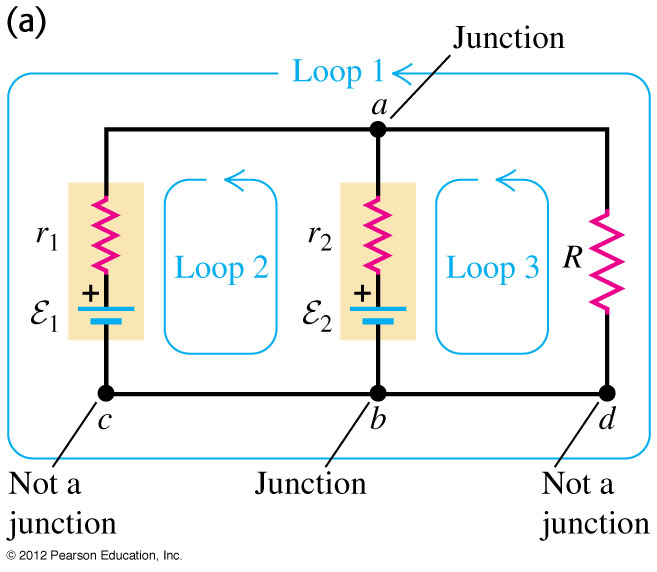 (a)
Junction
Loop 1
a
r1
+
ℰ1
Loop 2
r2
+
ℰ2
Loop 3
R
c
b
d
Not a
junction
Junction
Not a
junction
© 2012 Pearson Education, Inc.